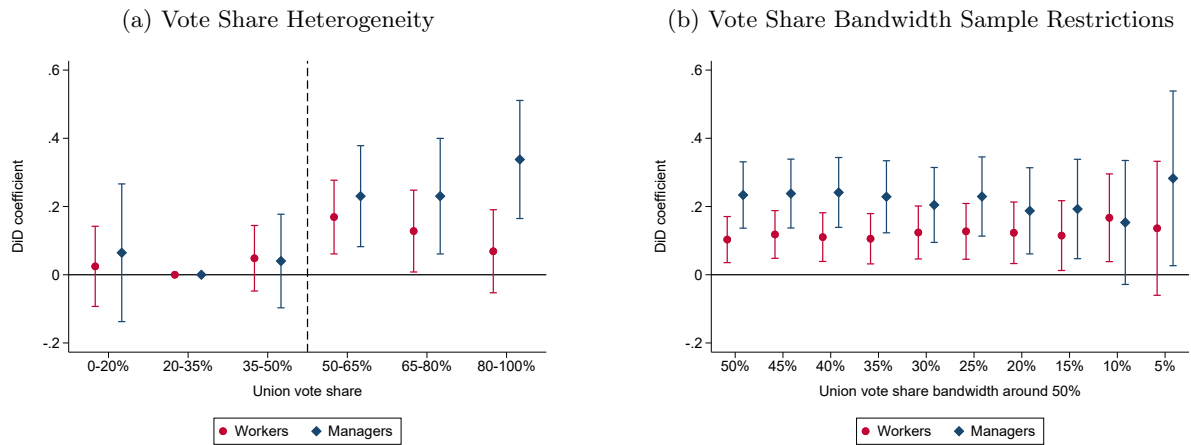 (a) Vote Share Heterogeneity
.6
.4
.2
0
-.2
DiD coefficient
0-20% 20-35% 35-50% 50-65% 65-80% 80-100%
Union vote share
Workers Managers
(b) Vote Share Bandwidth Sample Restrictions
.6
.4
.2
0
-.2
DiD coefficient
50% 45% 40% 35% 30% 25% 20% 15% 10% 5%
Union vote share bandwidth around 50%
Workers Managers